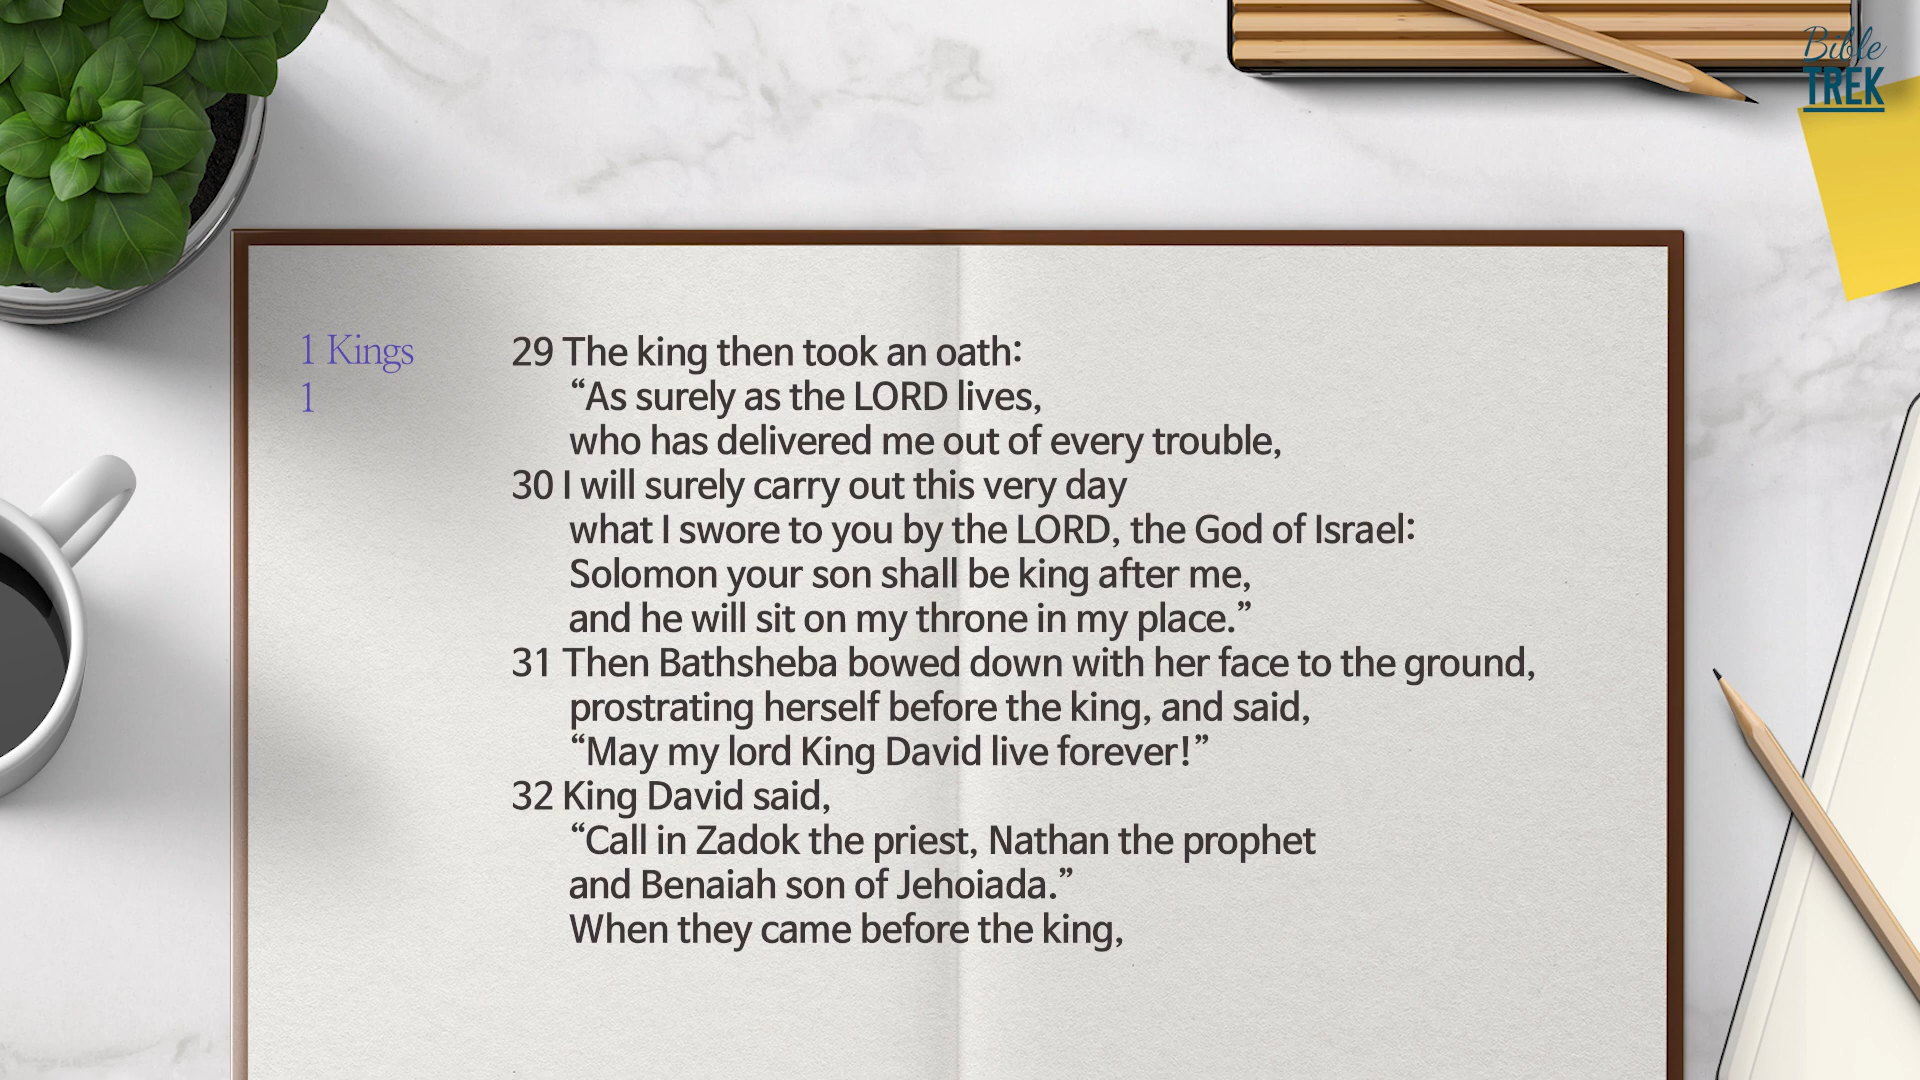 Bible
TREK
1 Kings
1
29 The king then took an oath:
“As surely as the LORD lives,
who has delivered me out of every trouble,
30 I will surely carry out this very day
what I swore to you by the LORD, the God of Israel:
Solomon your son shall be king after me,
and he will sit on my throne in my place.”
31 Then Bathsheba bowed down with her face to the ground,
prostrating herself before the king, and said,
“May my lord King David live forever!”
32 King David said,
“Call in Zadok the priest, Nathan the prophet
and Benaiah son of Jehoiada.”
When they came before the king,